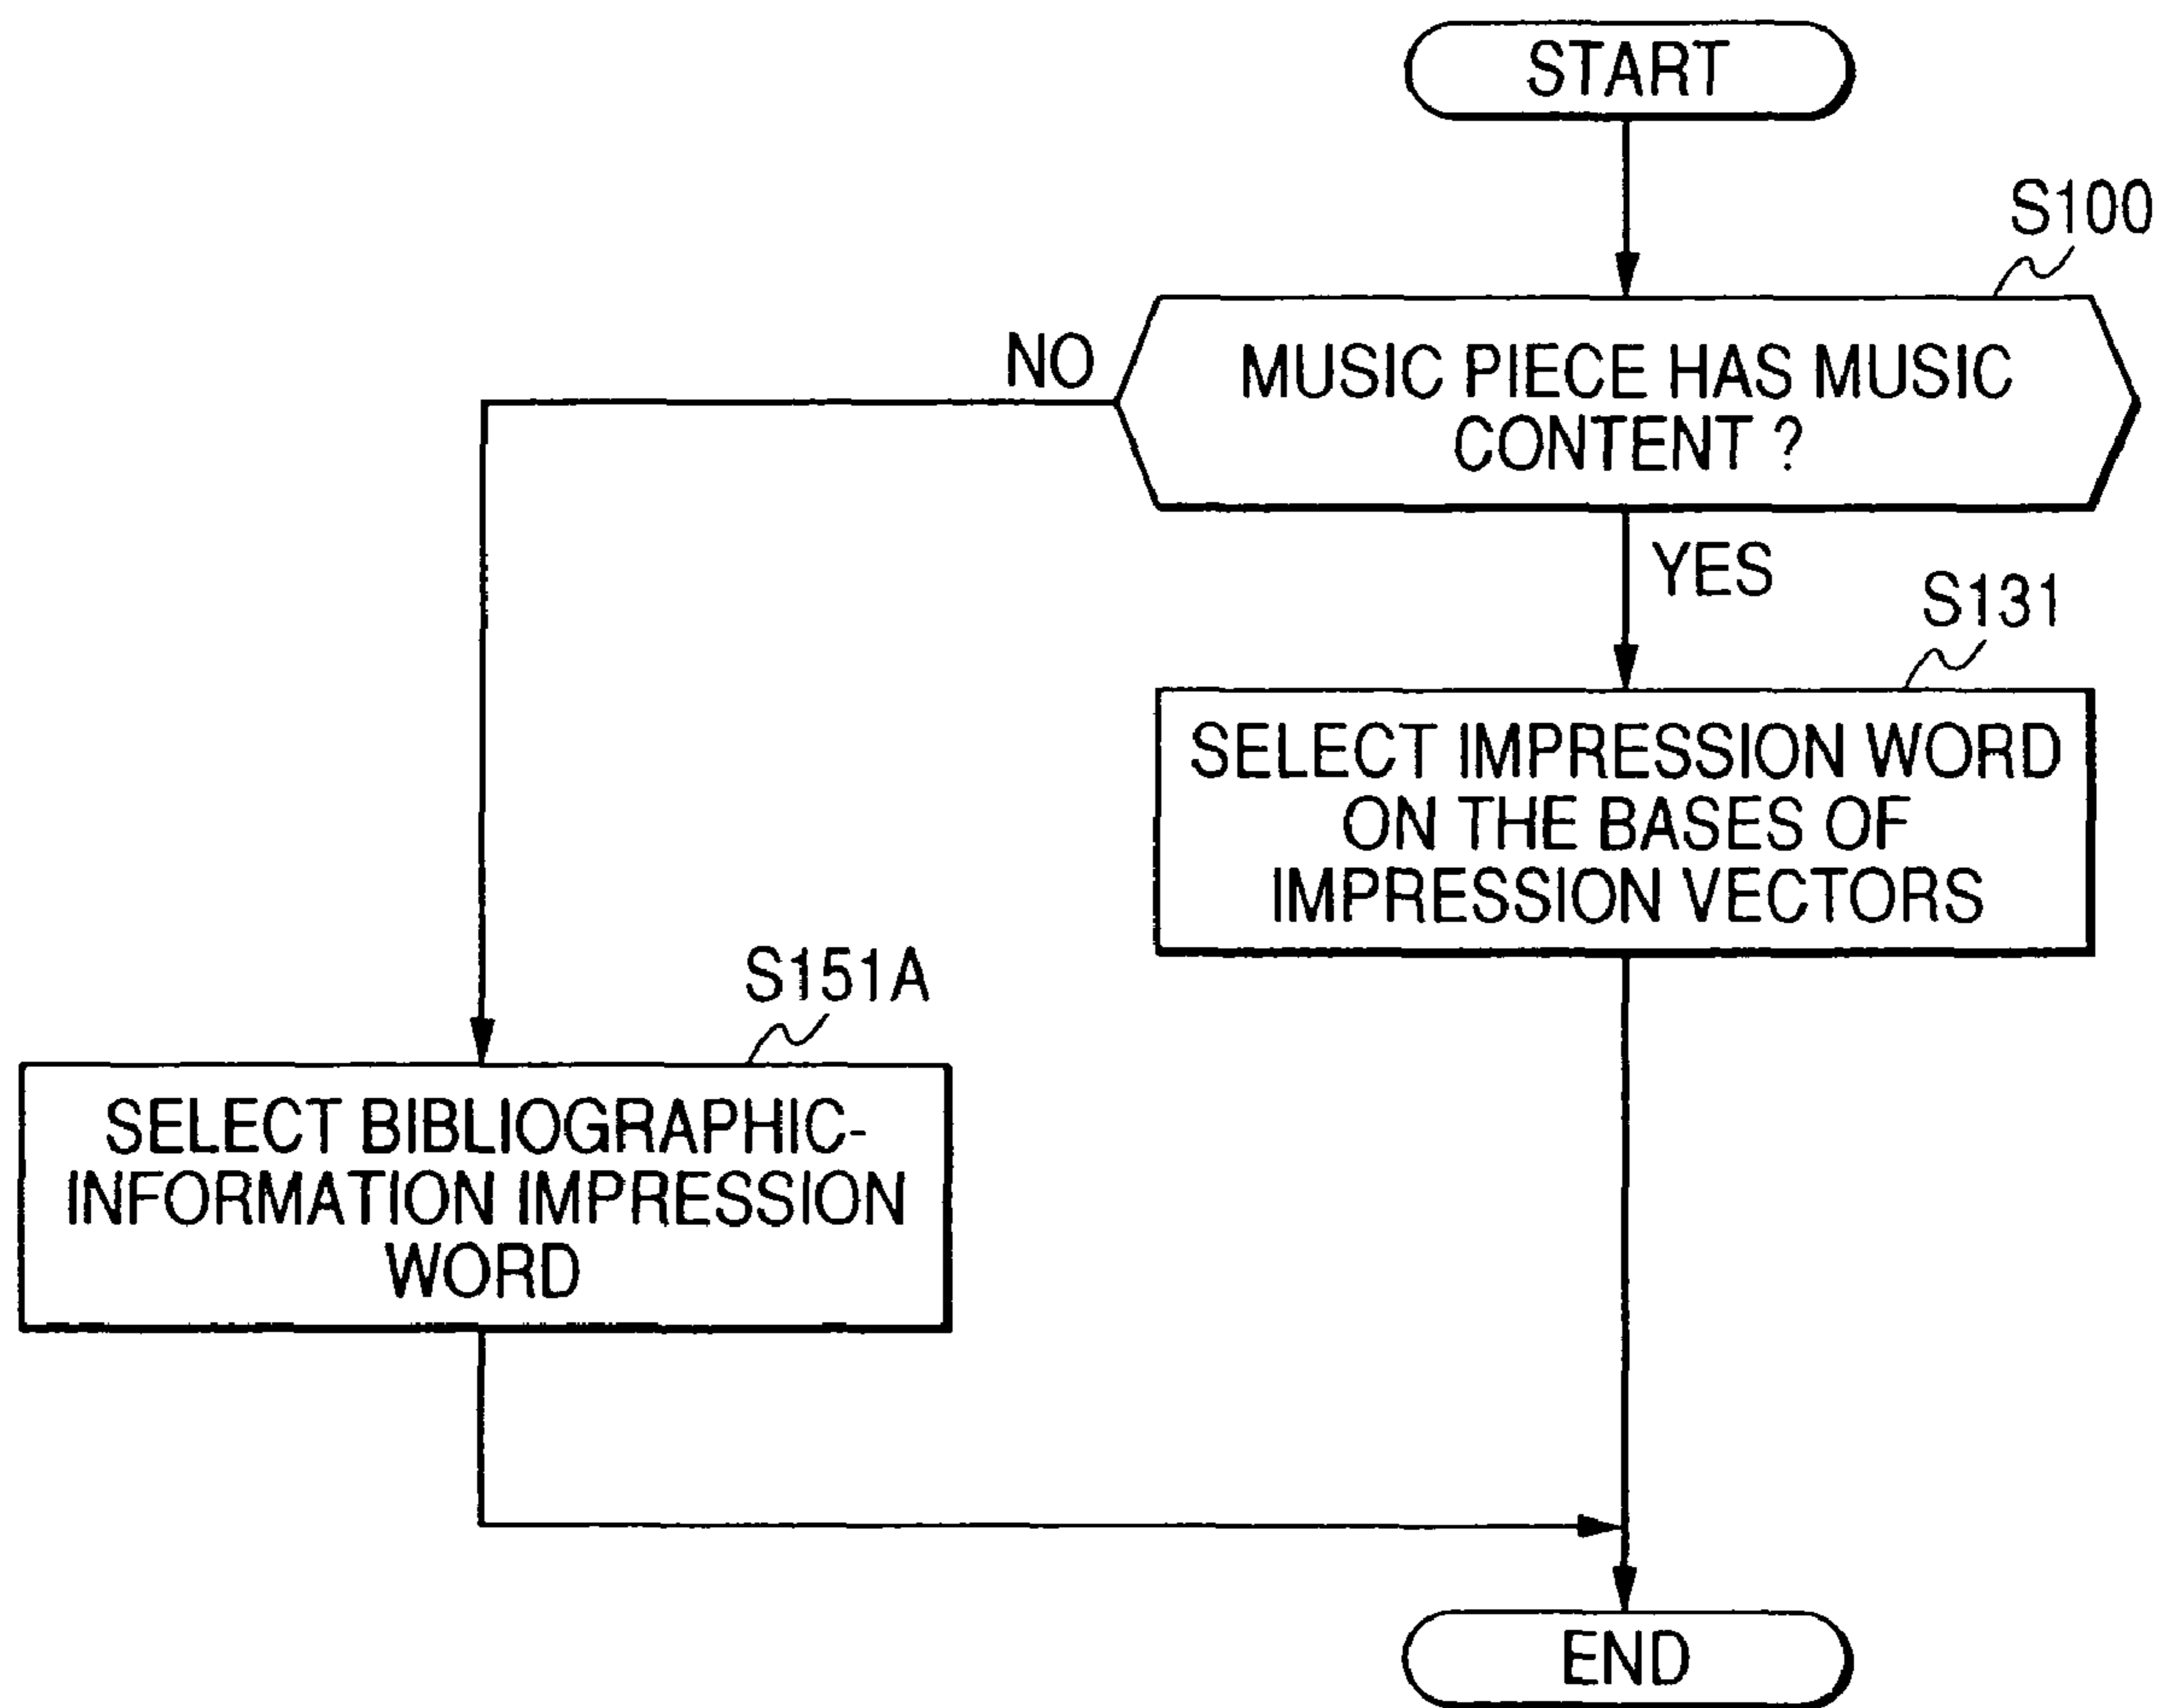 START
S100
MUSIC PIECE HAS MUSIC
CONTENT ?
NO
YES
S131
SELECT IMPRESSION WORD
ON THE BASES OF
IMPRESSION VECTORS
S151A
SELECT BIBLIOGRAPHIC-
INFORMATION IMPRESSION
WORD
END